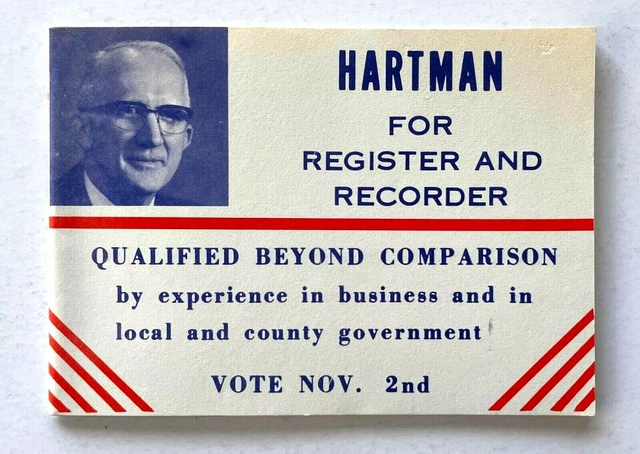 HARTMAN
FOR
REGISTER AND
RECORDER
QUALIFIED BEYOND COMPARISON
by experience in business and in
local and county government
VOTE NOV. 2nd